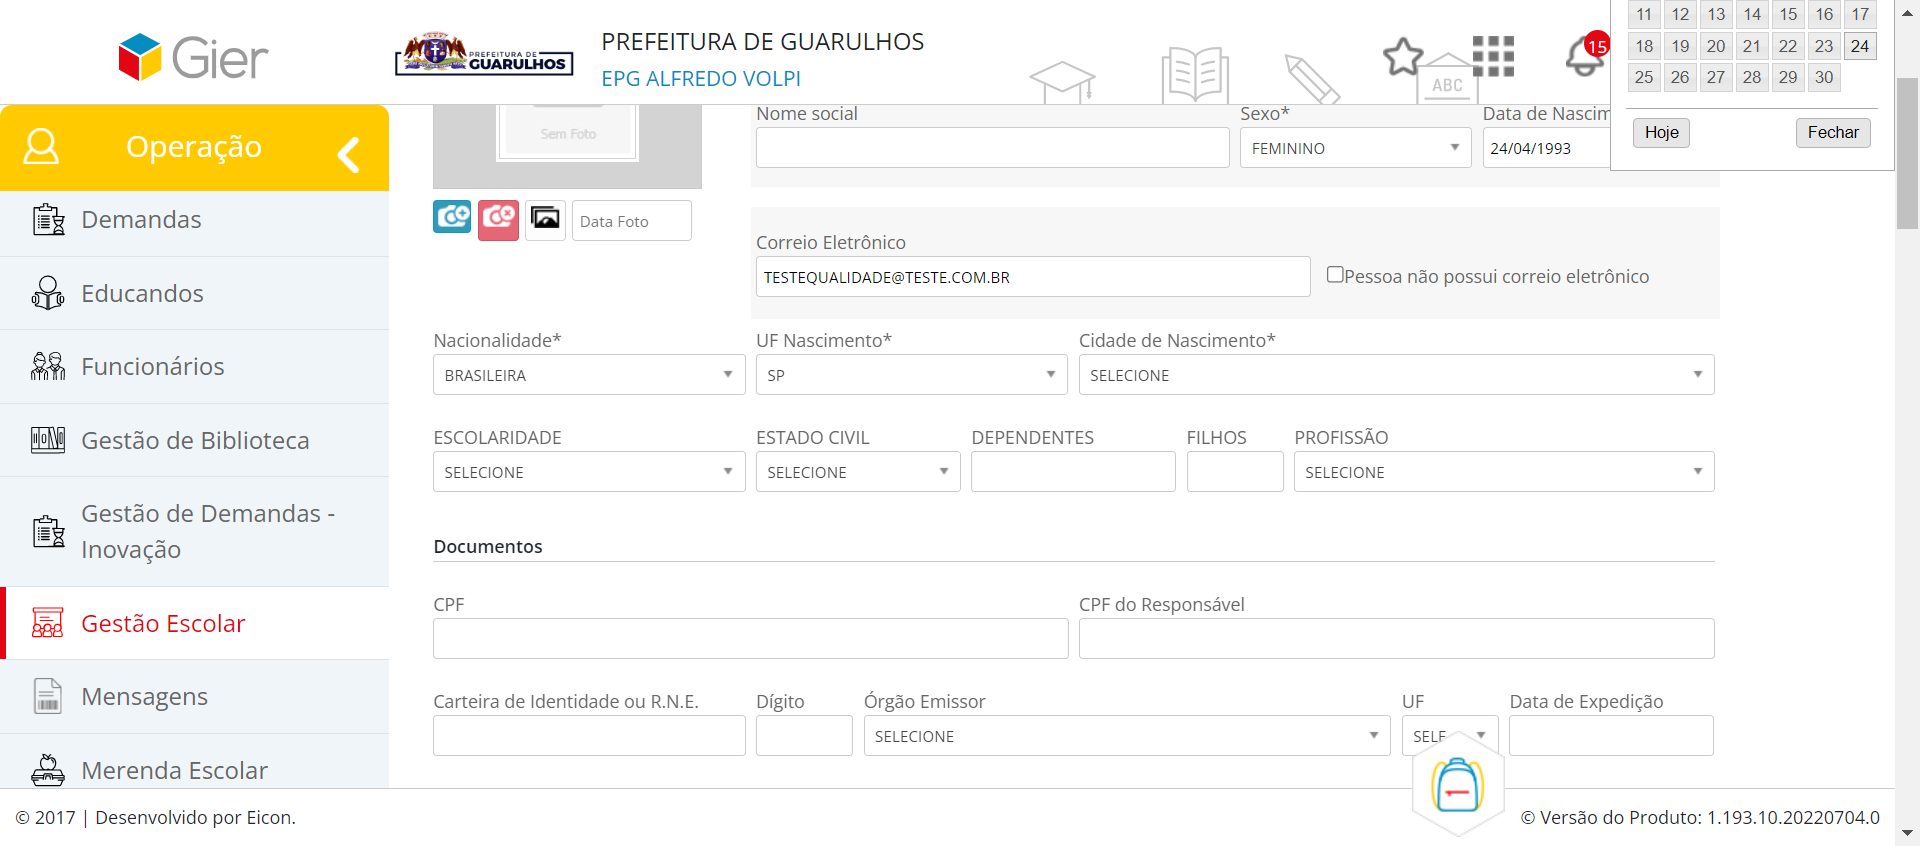 Gier
PREFEITURA DE
GUARULHOS
PREFEITURA DE GUARULHOS
EPG ALFREDO VOLPI
ABC
15
11 12 13 14 15 16 17
18 19 20 21 22 23 24
25 26 27 28 29 30
Hoje Fechar
Operação
Demandas
Educandos
Funcionários
Gestão de Biblioteca
Gestão de Demandas -
Inovação
Gestão Escolar
Mensagens
Merenda Escolar
Sem Foto
Data Foto
Nome social Sexo* Data de Nascim
FEMININO 24/04/1993
Correio Eletrônico
TESTEQUALIDADE@TESTE.COM.BR Pessoa não possui correio eletrônico
Nacionalidade* UF Nascimento* Cidade de Nascimento*
BRASILEIRA SP SELECIONE
ESCOLARIDADE ESTADO CIVIL DEPENDENTES FILHOS PROFISSÃO
SELECIONE SELECIONE SELECIONE
Documentos
CPF CPF do Responsável
Carteira de Identidade ou R.N.E. Dígito Órgão Emissor UF Data de Expedição
SELECIONE SELE
© 2017 | Desenvolvido por Eicon. © Versão do Produto: 1.193.10.20220704.0